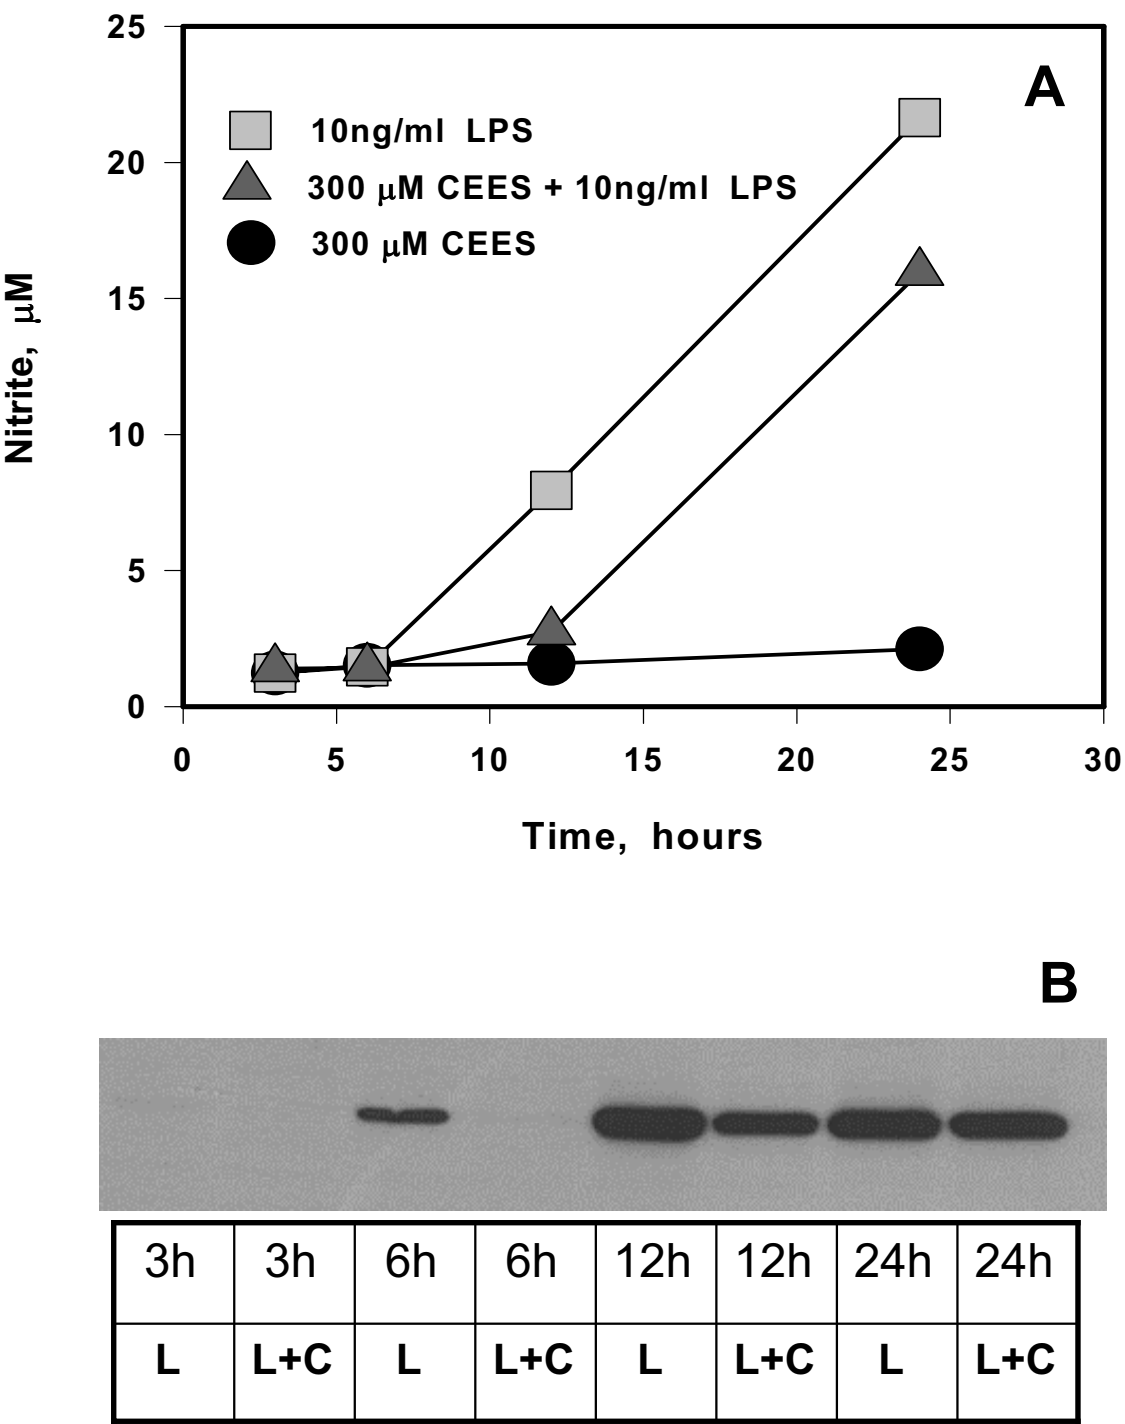 A
25
20
15
10
5
0
Nitrite, μM
10ng/ml LPS
300 μM CEES + 10ng/ml LPS
300 μM CEES
0 5 10 15 20 25 30
Time, hours
B
3h 3h 6h 6h 12h 12h 24h 24h
L L+C L L+C L L+C L L+C